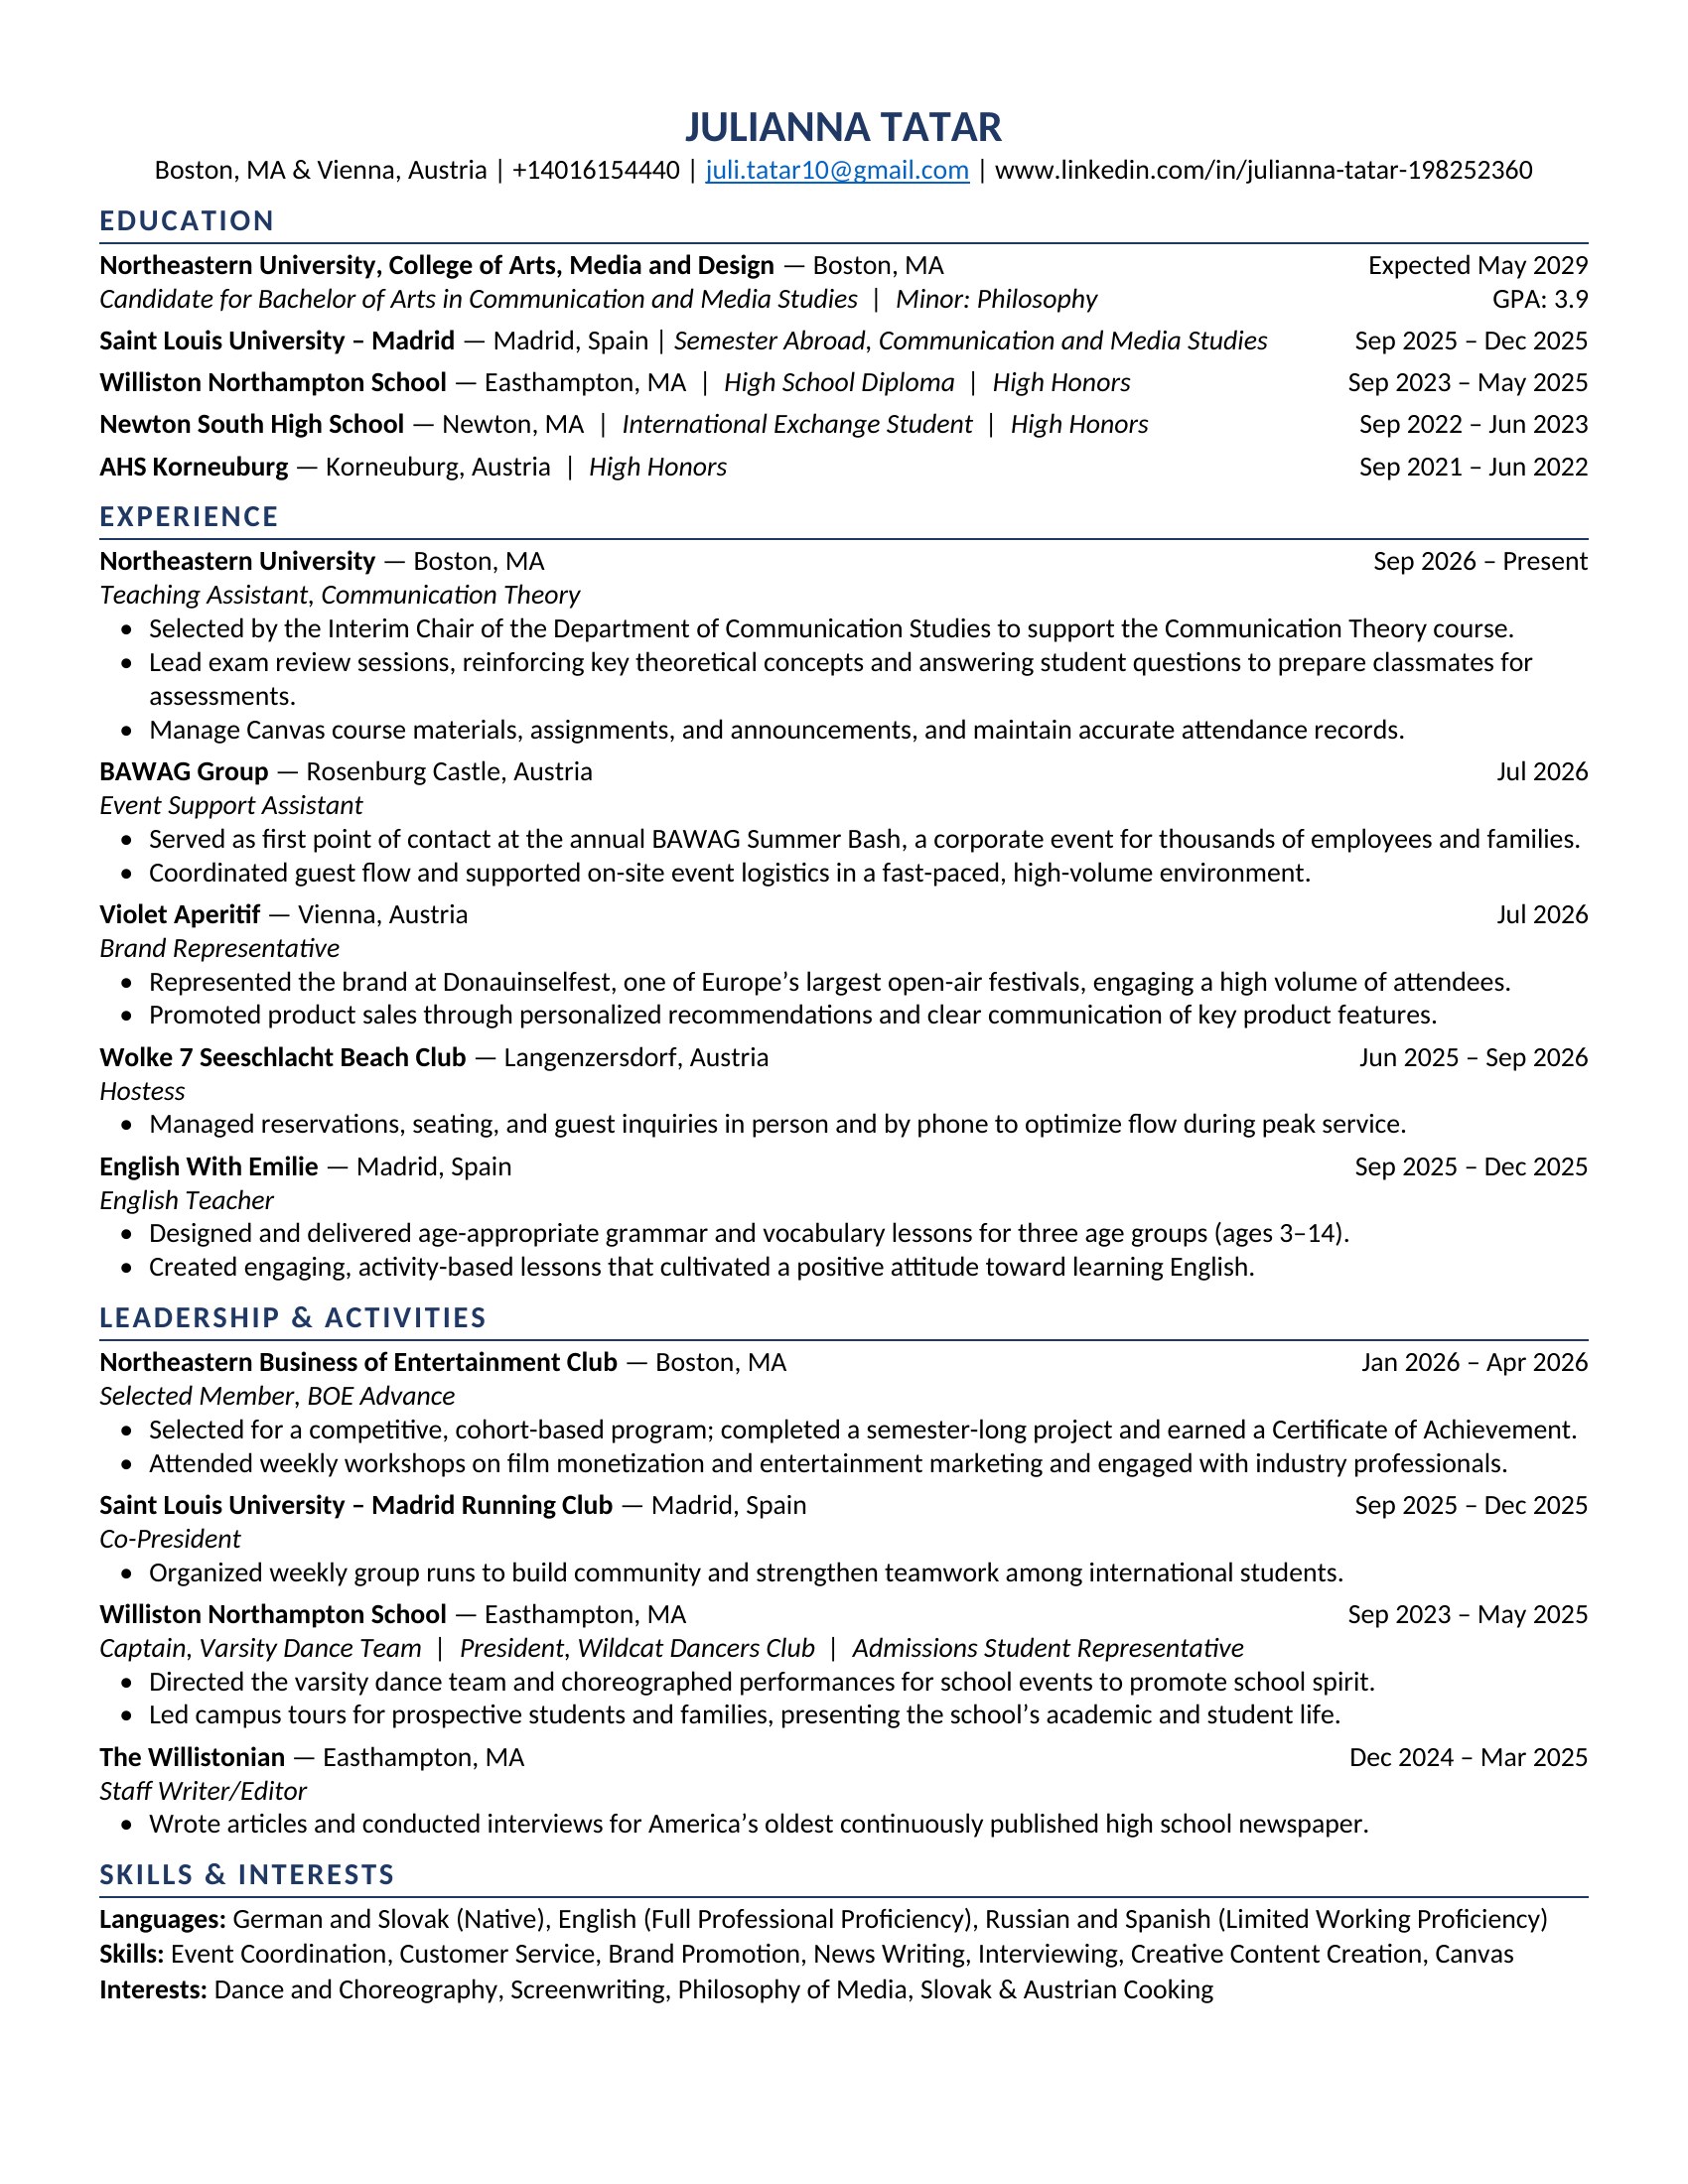 JULIANNA TATAR
Boston, MA & Vienna, Austria | +14016154440 | juli.tatar10@gmail.com | www.linkedin.com/in/julianna-tatar-198252360
EDUCATION
Northeastern University, College of Arts, Media and Design — Boston, MA Expected May 2029
Candidate for Bachelor of Arts in Communication and Media Studies | Minor: Philosophy GPA: 3.9
Saint Louis University – Madrid — Madrid, Spain | Semester Abroad, Communication and Media Studies Sep 2025 – Dec 2025
Williston Northampton School — Easthampton, MA | High School Diploma | High Honors Sep 2023 – May 2025
Newton South High School — Newton, MA | International Exchange Student | High Honors Sep 2022 – Jun 2023
AHS Korneuburg — Korneuburg, Austria | High Honors Sep 2021 – Jun 2022
EXPERIENCE
Northeastern University — Boston, MA Sep 2026 – Present
Teaching Assistant, Communication Theory
• Selected by the Interim Chair of the Department of Communication Studies to support the Communication Theory course.
• Lead exam review sessions, reinforcing key theoretical concepts and answering student questions to prepare classmates for
assessments.
• Manage Canvas course materials, assignments, and announcements, and maintain accurate attendance records.
BAWAG Group — Rosenburg Castle, Austria Jul 2026
Event Support Assistant
• Served as first point of contact at the annual BAWAG Summer Bash, a corporate event for thousands of employees and families.
• Coordinated guest flow and supported on-site event logistics in a fast-paced, high-volume environment.
Violet Aperitif — Vienna, Austria Jul 2026
Brand Representative
• Represented the brand at Donauinselfest, one of Europe’s largest open-air festivals, engaging a high volume of attendees.
• Promoted product sales through personalized recommendations and clear communication of key product features.
Wolke 7 Seeschlacht Beach Club — Langenzersdorf, Austria Jun 2025 – Sep 2026
Hostess
• Managed reservations, seating, and guest inquiries in person and by phone to optimize flow during peak service.
English With Emilie — Madrid, Spain Sep 2025 – Dec 2025
English Teacher
• Designed and delivered age-appropriate grammar and vocabulary lessons for three age groups (ages 3–14).
• Created engaging, activity-based lessons that cultivated a positive attitude toward learning English.
LEADERSHIP & ACTIVITIES
Northeastern Business of Entertainment Club — Boston, MA Jan 2026 – Apr 2026
Selected Member, BOE Advance
• Selected for a competitive, cohort-based program; completed a semester-long project and earned a Certificate of Achievement.
• Attended weekly workshops on film monetization and entertainment marketing and engaged with industry professionals.
Saint Louis University – Madrid Running Club — Madrid, Spain Sep 2025 – Dec 2025
Co-President
• Organized weekly group runs to build community and strengthen teamwork among international students.
Williston Northampton School — Easthampton, MA Sep 2023 – May 2025
Captain, Varsity Dance Team | President, Wildcat Dancers Club | Admissions Student Representative
• Directed the varsity dance team and choreographed performances for school events to promote school spirit.
• Led campus tours for prospective students and families, presenting the school’s academic and student life.
The Willistonian — Easthampton, MA Dec 2024 – Mar 2025
Staff Writer/Editor
• Wrote articles and conducted interviews for America’s oldest continuously published high school newspaper.
SKILLS & INTERESTS
Languages: German and Slovak (Native), English (Full Professional Proficiency), Russian and Spanish (Limited Working Proficiency)
Skills: Event Coordination, Customer Service, Brand Promotion, News Writing, Interviewing, Creative Content Creation, Canvas
Interests: Dance and Choreography, Screenwriting, Philosophy of Media, Slovak & Austrian Cooking